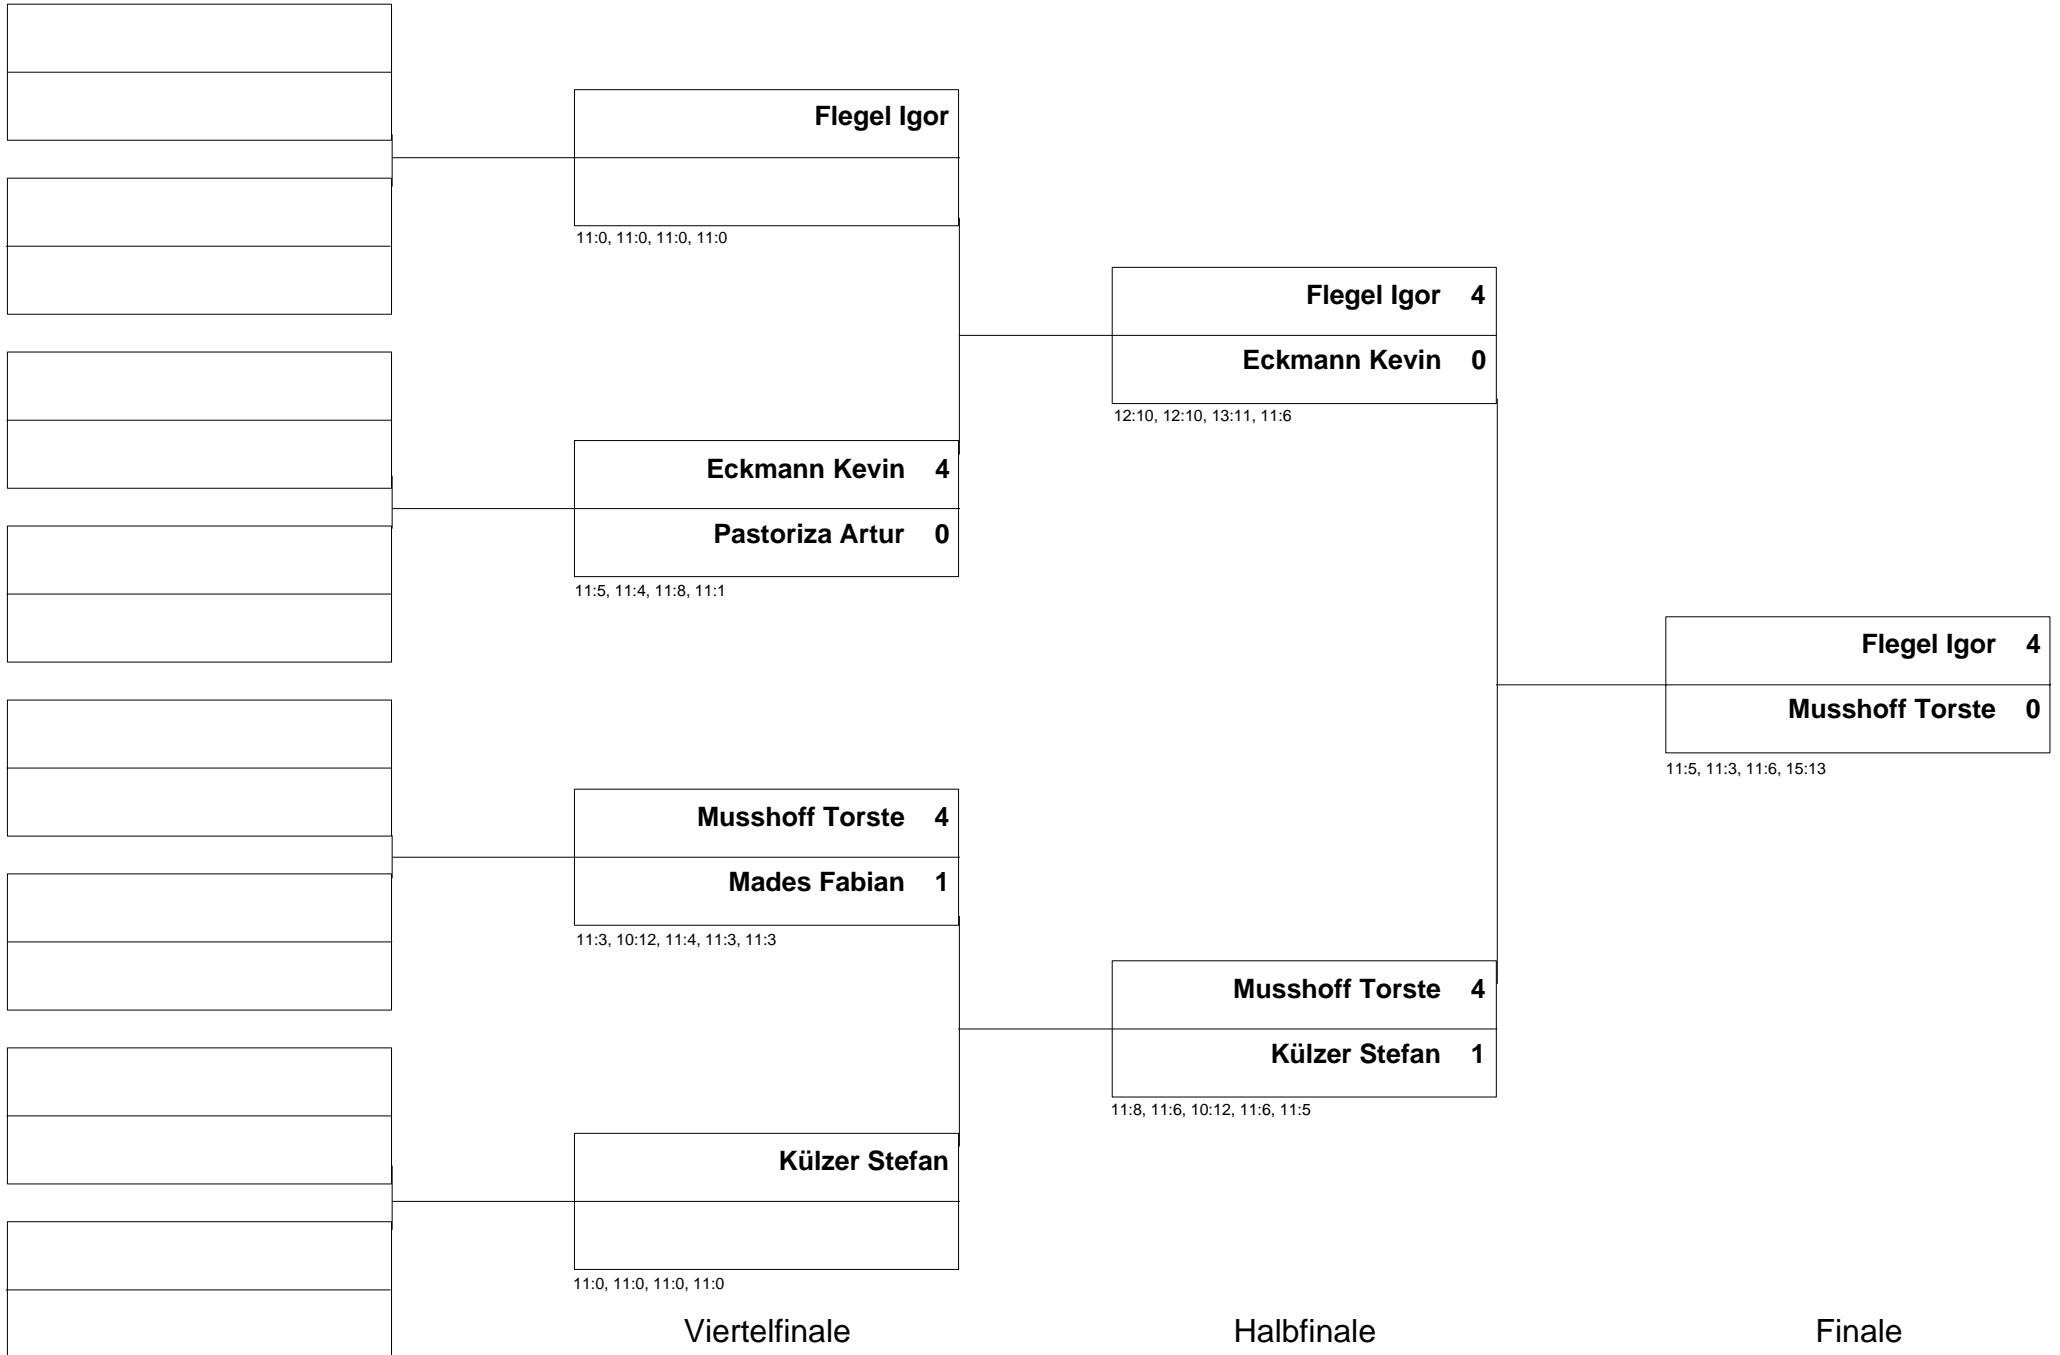 Flegel Igor
11:0, 11:0, 11:0, 11:0
Eckmann Kevin 4
Pastoriza Artur 0
11:5, 11:4, 11:8, 11:1
Musshoff Torste 4
Mades Fabian 1
11:3, 10:12, 11:4, 11:3, 11:3
Külzer Stefan
11:0, 11:0, 11:0, 11:0
Viertelfinale
Flegel Igor 4
Eckmann Kevin 0
12:10, 12:10, 13:11, 11:6
Musshoff Torste 4
Külzer Stefan 1
11:8, 11:6, 10:12, 11:6, 11:5
Halbfinale
Flegel Igor 4
Musshoff Torste 0
11:5, 11:3, 11:6, 15:13
Finale